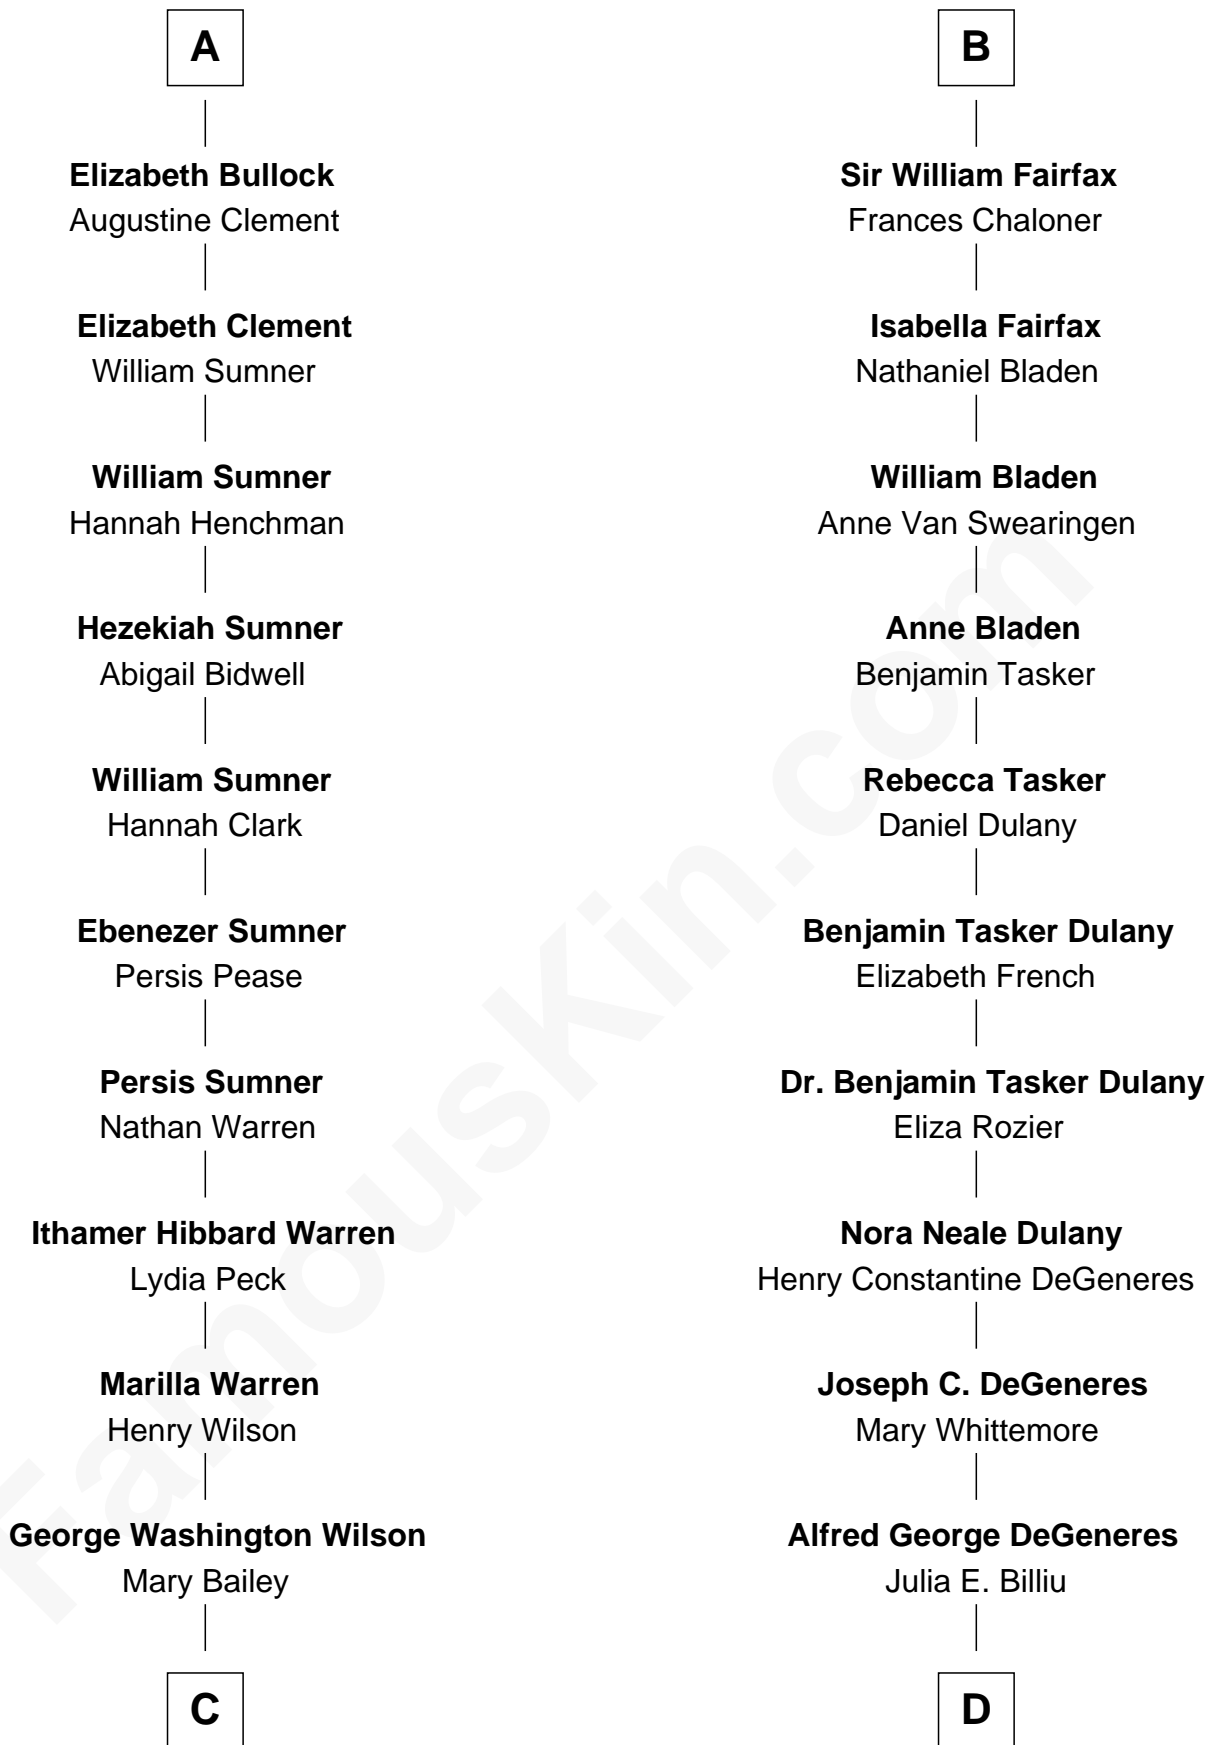 A
Elizabeth Bullock
Augustine Clement
Elizabeth Clement
William Sumner
William Sumner
Hannah Henchman
Hezekiah Sumner
Abigail Bidwell
William Sumner
Hannah Clark
Ebenezer Sumner
Persis Pease
Persis Sumner
Nathan Warren
Ithamer Hibbard Warren
Lydia Peck
Marilla Warren
Henry Wilson
George Washington Wilson
Mary Bailey
C
B
Sir William Fairfax
Frances Chaloner
Isabella Fairfax
Nathaniel Bladen
William Bladen
Anne Van Swearingen
Anne Bladen
Benjamin Tasker
Rebecca Tasker
Daniel Dulany
Benjamin Tasker Dulany
Elizabeth French
Dr. Benjamin Tasker Dulany
Eliza Rozier
Nora Neale Dulany
Henry Constantine DeGeneres
Joseph C. DeGeneres
Mary Whittemore
Alfred George DeGeneres
Julia E. Billiu
D
FamousKin.com